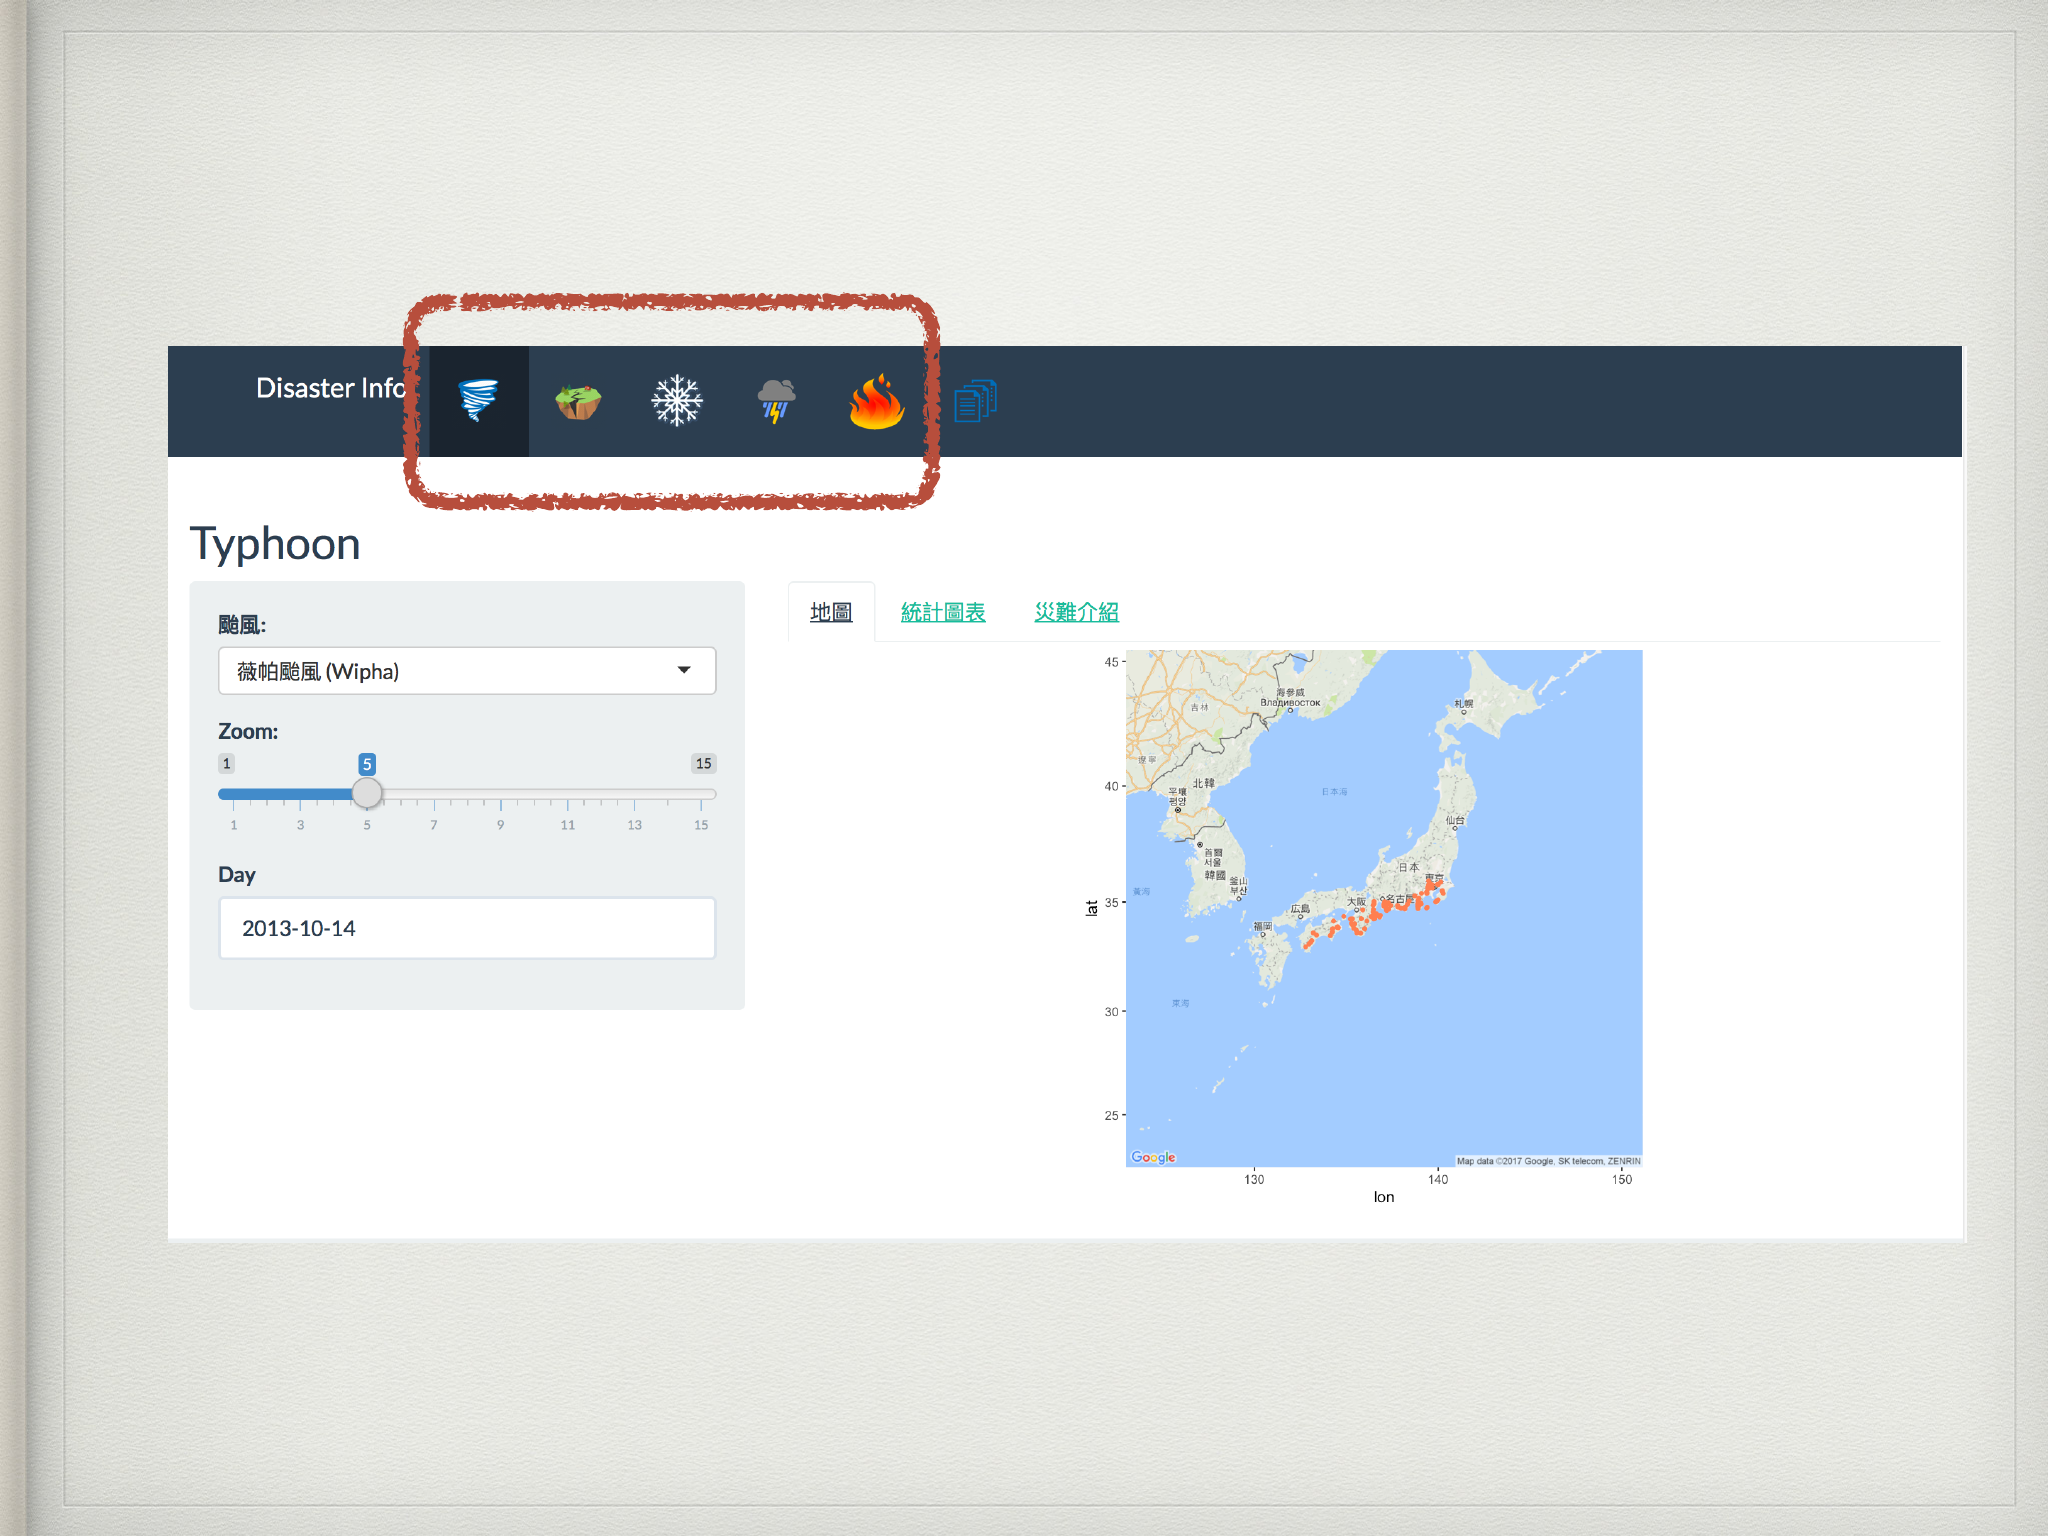 Disaster Info
Typhoon
颱風:
薇帕颱風 (Wipha)
Zoom:
1
5
15
1 3 5 7 9 11 13 15
Day
2013-10-14
地圖 統計圖表 災難介紹
45
40
35
30
25
lat
海參威
Владивосток
吉林
札幌
遼寧
北韓
平壤
평양
日本海
仙台
首爾
서울
韓國
釜山
부산
日本
東京
黃海
大阪
名古屋
広島
福岡
東海
Google
Map data ©2017 Google, SK telecom, ZENRIN
130 140 150
lon